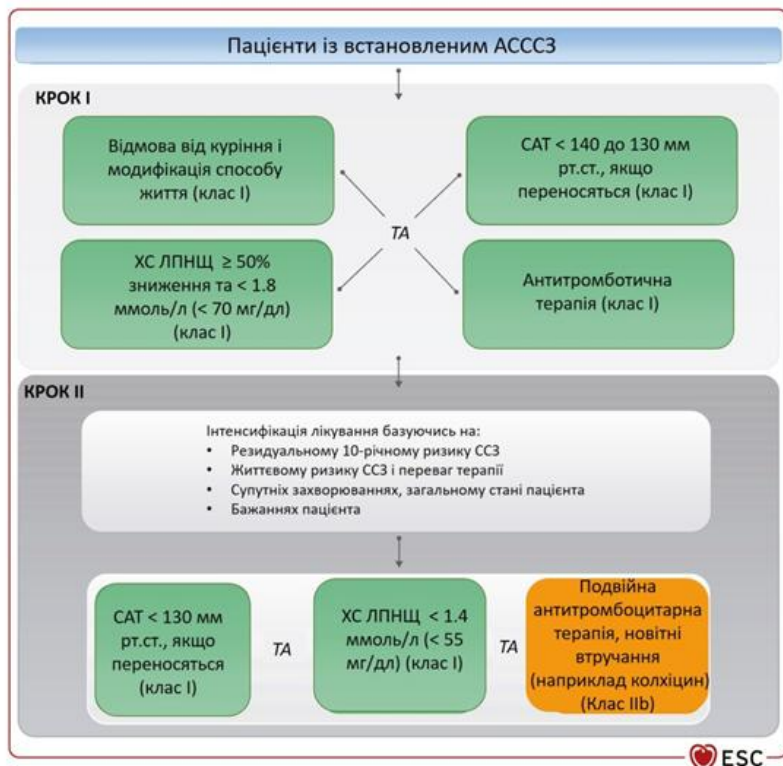 Пацієнти із встановленим АСССЗ
КРОК I
Відмова від куріння і
модифікація способу
життя (клас I)
САТ < 140 до 130 мм
рт.ст., якщо
переносяться (клас I)
ТА
ХС ЛПНЩ ≥ 50%
зниження та < 1.8
ммоль/л (< 70 мг/дл)
(клас I)
Антитромботична
терапія (клас I)
КРОК II
Інтенсифікація лікування базуючись на:
• Резидуальному 10-річному ризику ССЗ
• Життєвому ризику ССЗ і переваг терапії
• Супутніх захворюваннях, загальному стані пацієнта
• Бажаннях пацієнта
САТ < 130 мм
рт.ст., якщо
переносяться
(клас I)
ТА
ХС ЛПНЩ < 1.4
ммоль/л (< 55
мг/дл) (клас I)
ТА
Подвійна
антитромбоцитарна
терапія, новітні
втручання
(наприклад колхіцин)
(Клас IIb)
ESC